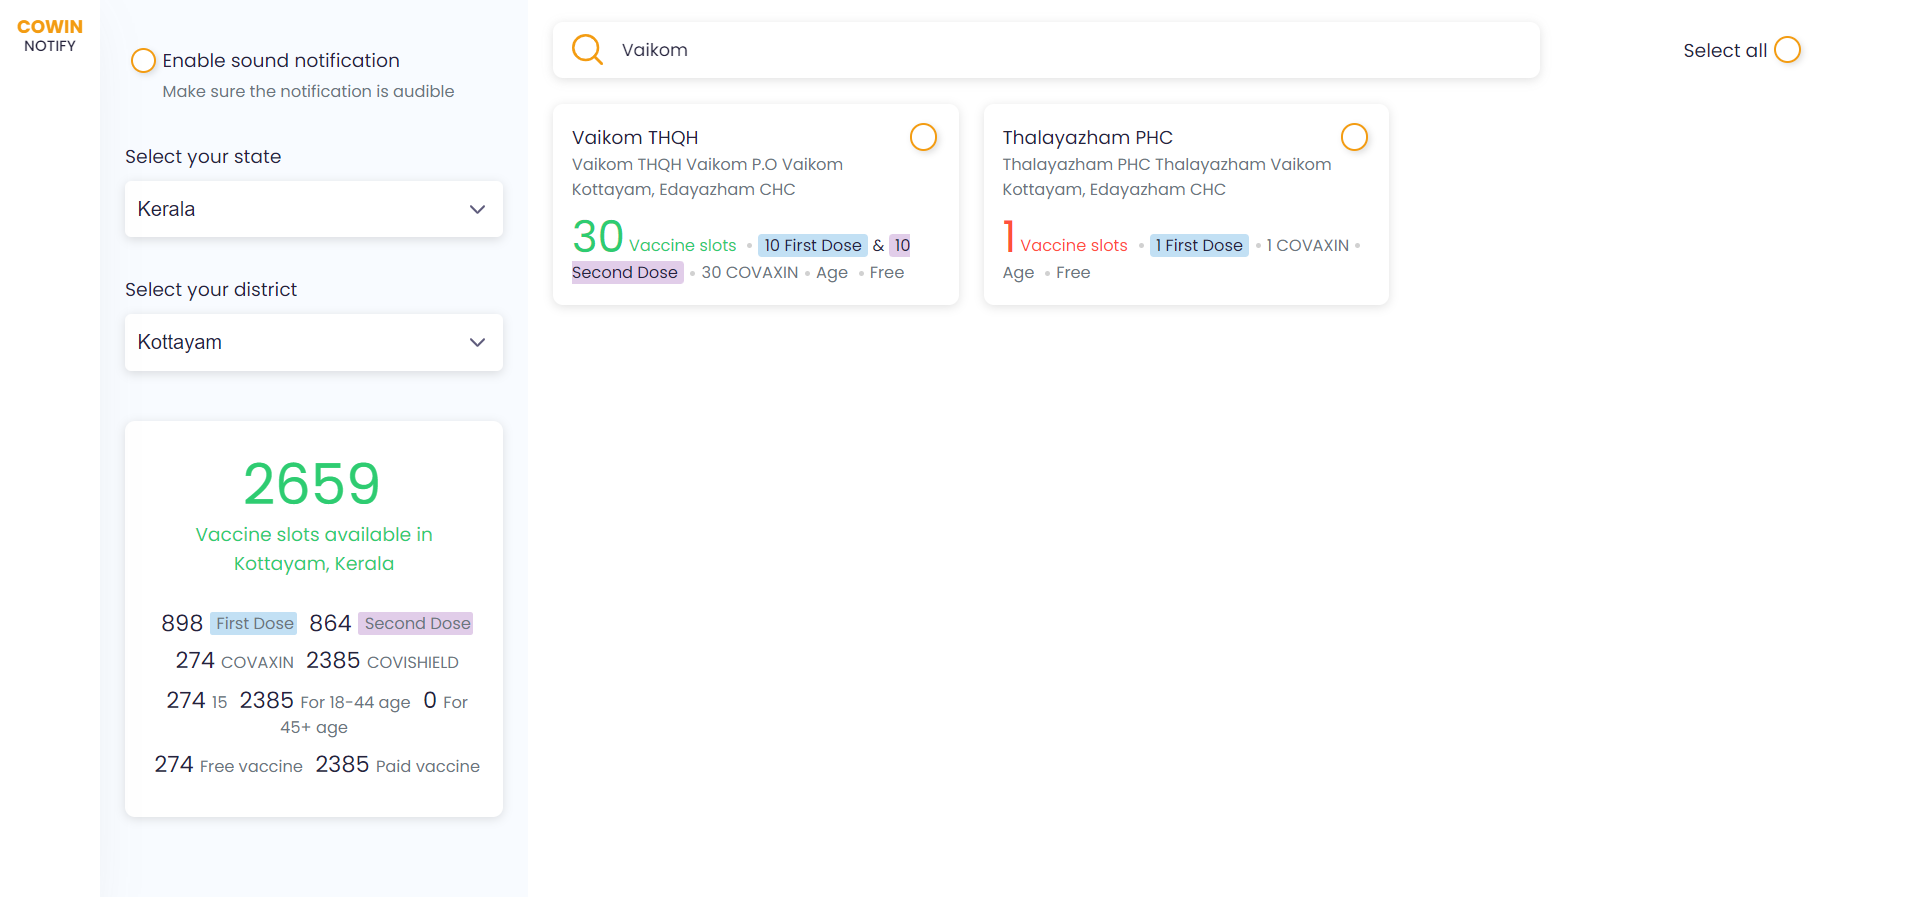 COWIN
NOTIFY
Enable sound notification
Make sure the notification is audible
Select your state
Kerala
Select your district
Kottayam
2659
Vaccine slots available in
Kottayam, Kerala
898 First Dose 864 Second Dose
274 COVAXIN 2385 COVISHIELD
274 15 2385 For 18-44 age 0 For
45+ age
274 Free vaccine 2385 Paid vaccine
Vaikom
Select all
Vaikom THQH
Vaikom THQH Vaikom P.O Vaikom
Kottayam, Edayazham CHC
30 Vaccine slots • 10 First Dose & 10
Second Dose • 30 COVAXIN • Age • Free
Thalayazham PHC
Thalayazham PHC Thalayazham Vaikom
Kottayam, Edayazham CHC
1 Vaccine slots • 1 First Dose • 1 COVAXIN •
Age • Free